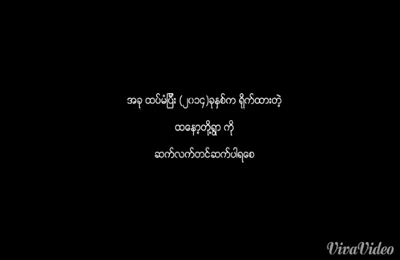 အခု ထပ်မံပြီး (၂၀၁၄)ခုနှစ်က ရိုက်ထားတဲ့
ထနော့တို့ရွာ ကို
ဆက်လက်တင်ဆက်ပါရစေ
VivaVideo